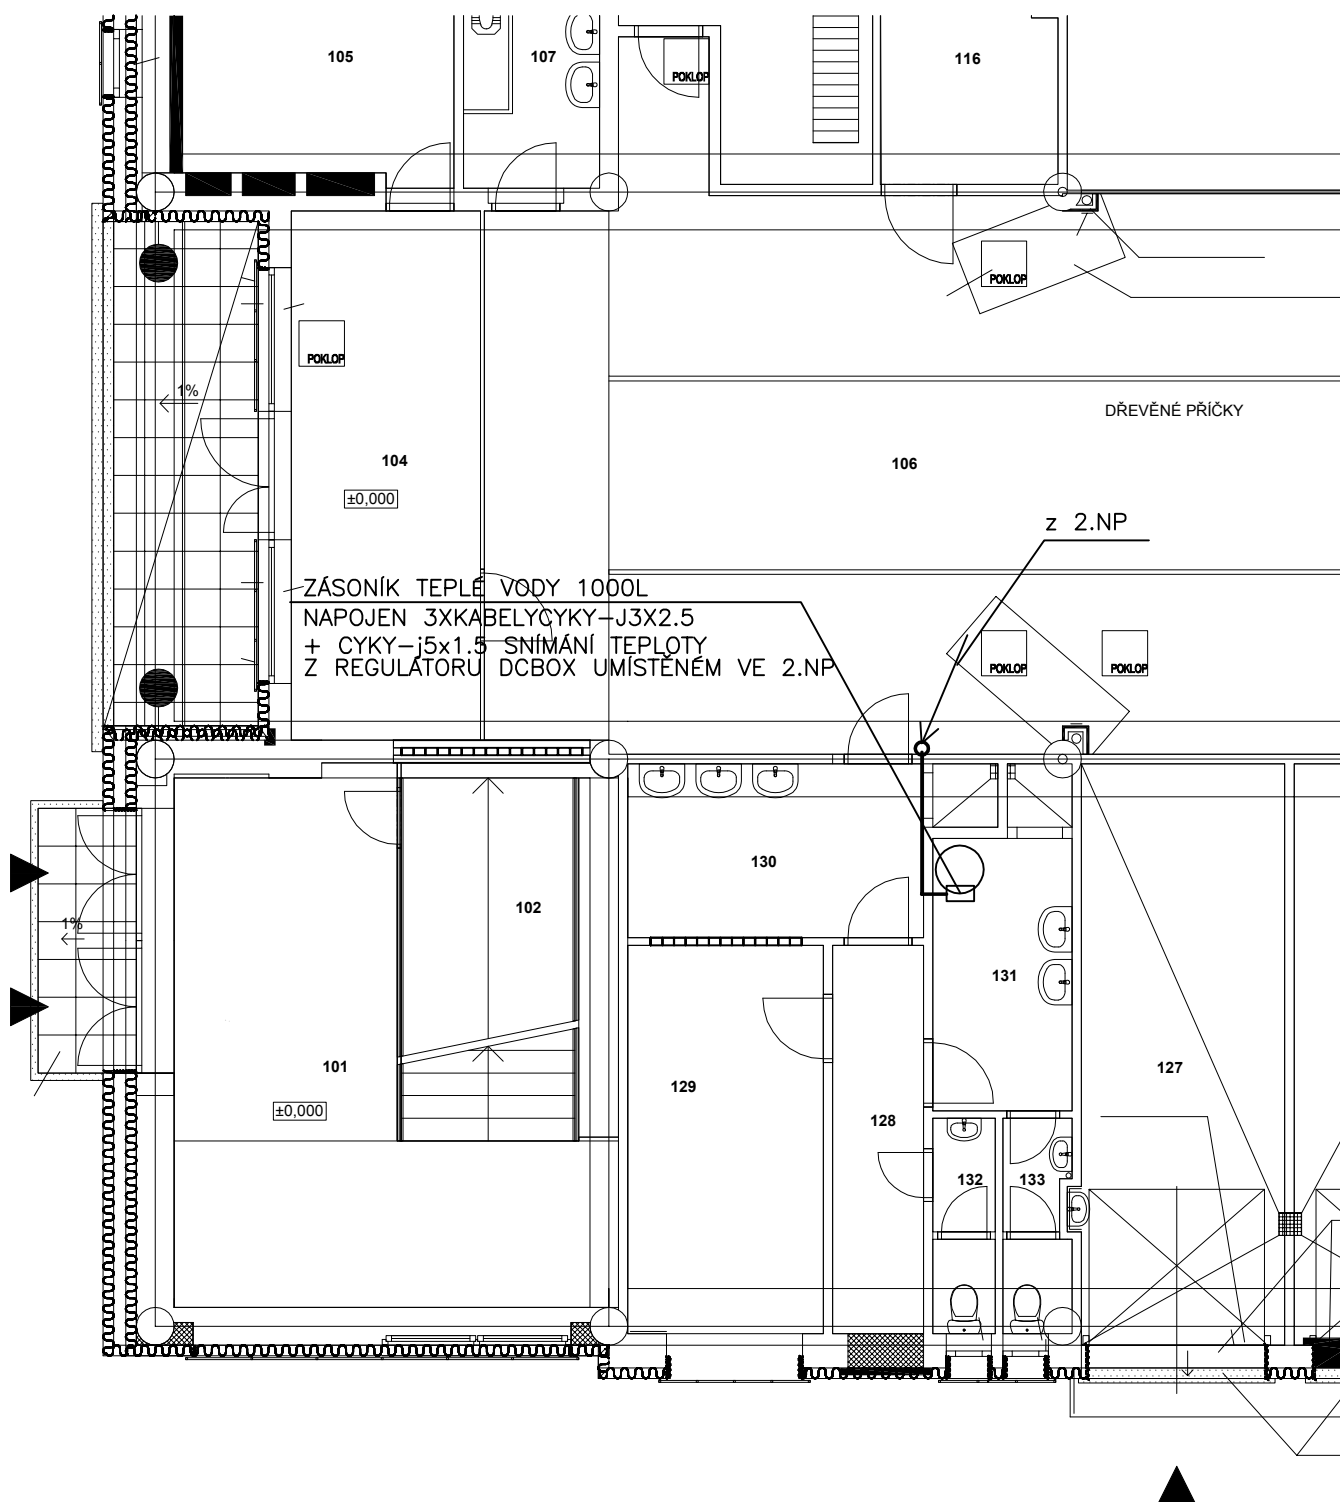 105
107
POKLOP
116
POKLOP
POKLOP
1%
DŘEVĚNÉ PŘÍČKY
104
106
±0,000
z 2.NP
ZÁSONÍK TEPLÉ VODY 1000L
NAPOJEN 3XKABELYCYKY-J3X2.5
+ CYKY-j5x1.5 SNÍMÁNÍ TEPLOTY
Z REGULÁTORU DCBOX UMÍSTĚNÉM VE 2.NP
POKLOP
POKLOP
130
102
1%
131
101
129
127
±0,000
128
132
133